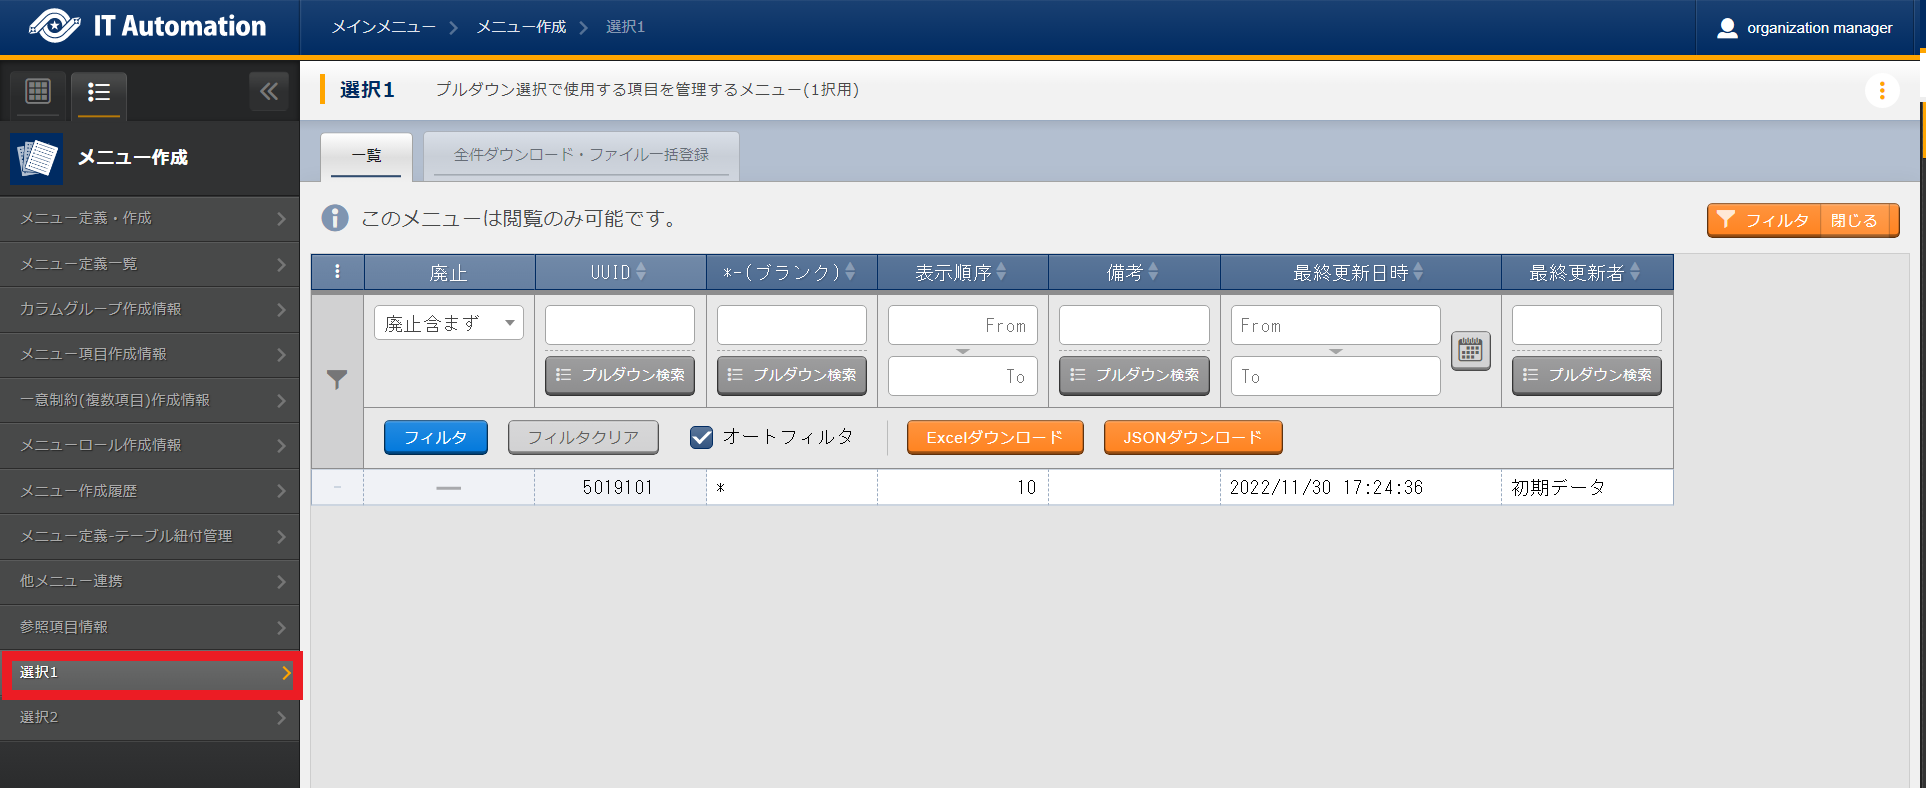 IT Automation
メインメニュー
メニュー作成
選択1
organization manager
メニュー作成
メニュー定義・作成
メニュー定義一覧
カラムグループ作成情報
メニュー項目作成情報
一意制約(複数項目)作成情報
メニューロール作成情報
メニュー作成履歴
メニュー定義-テーブル紐付管理
他メニュー連携
参照項目情報
選択1
選択2
選択1 プルダウン選択で使用する項目を管理するメニュー(1択用)
一覧
全件ダウンロード・ファイル一括登録
このメニューは閲覧のみ可能です。
フィルタ 閉じる
廃止 UUID *-(ブランク) 表示順序 備考 最終更新日時 最終更新者
廃止含まず
From
From
プルダウン検索
プルダウン検索
To
プルダウン検索
To
プルダウン検索
フィルタ
フィルタクリア
オートフィルタ
Excelダウンロード
JSONダウンロード
5019101 * 10 2022/11/30 17:24:36 初期データ